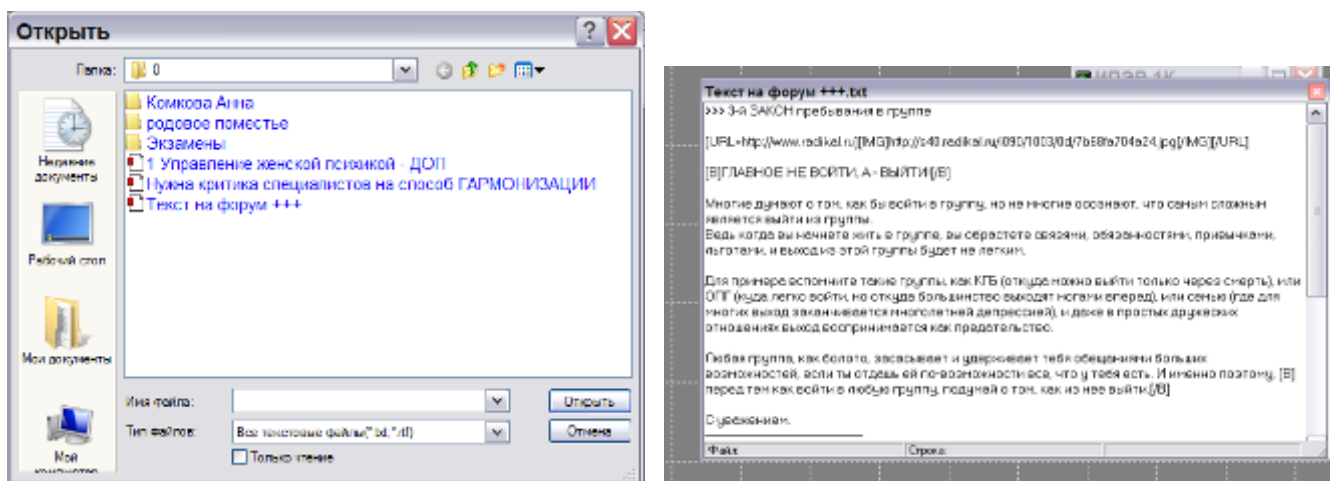 Открыть
Папка:
0
Комкова Анна
родовое поместье
Экзамены
1 Управление женской психикой - ДОП
Нужна критика специалистов на способ ГАРМОНИЗАЦИИ
Текст на форум +++
Недавние документы
Рабочий стол
Мои документы
Мой
Имя файла:
Открыть
Тип файлов:
Все текстовые файлы(*.txt,*.rtf)
Отмена
Только чтение
Текст на форум +++.txt
>>> 3-й ЗАКОН пребывания в группе
[B]ГЛАВНОЕ НЕ ВОЙТИ, А - ВЫЙТИ[/B]
Многие думают о том, как бы войти в группу, но не многие осознают, что самым сложным
является выйти из группы.
Ведь когда вы начнете жить в группе, вы обрастете связями, обязанностями, привычками,
льготами, и выход из этой группы будет не легким.
Для примера вспомните такие группы, как КГБ (откуда можно выйти только через смерть), или
ОПГ (куда легко войти, но откуда большинство выходят ногами вперед), или семью (где для
многих выход заканчивается многолетней депрессией), и даже в простых дружеских
отношениях выход воспринимается как предательство.
Любая группа, как болото, засасывает и удерживает тебя обещаниями больших
возможностей, если ты отдашь ей по-возможности все, что у тебя есть. И именно поэтому, [B]
перед тем как войти в любую группу, подумай о том, как из нее выйти.[/B]
С уважением.
Файл:
Строка: